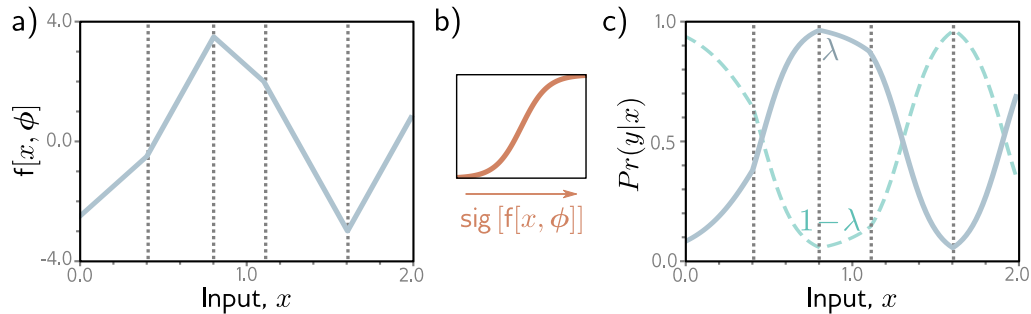 a)
4.0
0.0
-4.0
f[x, ϕ]
0.0
1.0
2.0
Input, x
b)
sig [f[x, ϕ]]
c)
1.0
0.5
0.0
Pr(y|x)
λ
1−λ
0.0
1.0
2.0
Input, x